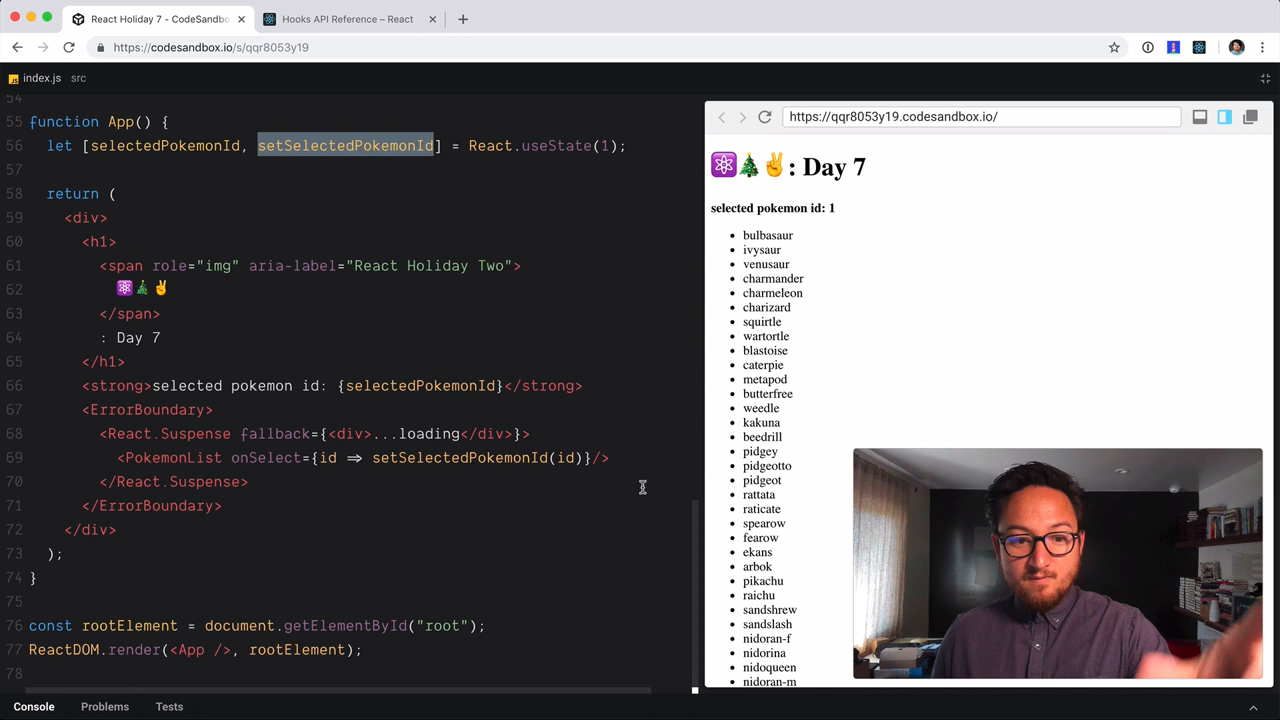 React Holiday 7 - CodeSandbo
Hooks API Reference – React
https://codesandbox.io/s/qqr8053y19
index.js src
54
55 function App() {
56 let [selectedPokemonId, setSelectedPokemonId] = React.useState(1);
57
58 return (
59 <div>
60 <h1>
61 <span role="img" aria-label="React Holiday Two">
62 ⚛️🎄✌️
63 </span>
64 : Day 7
65 </h1>
66 <strong>selected pokemon id: {selectedPokemonId}</strong>
67 <ErrorBoundary>
68 <React.Suspense fallback={<div>...loading</div>}>
69 <PokemonList onSelect={id => setSelectedPokemonId(id)}/>
70 </React.Suspense>
71 </ErrorBoundary>
72 </div>
73 );
74 }
75
76 const rootElement = document.getElementById("root");
77 ReactDOM.render(<App />, rootElement);
78
Console Problems Tests
https://qqr8053y19.codesandbox.io/
⚛️🎄✌️: Day 7
selected pokemon id: 1
• bulbasaur
• ivysaur
• venusaur
• charmander
• charmeleon
• charizard
• squirtle
• wartortle
• blastoise
• caterpie
• metapod
• butterfree
• weedle
• kakuna
• beedrill
• pidgey
• pidgeotto
• pidgeot
• rattata
• raticate
• spearow
• fearow
• ekans
• arbok
• pikachu
• raichu
• sandshrew
• sandslash
• nidoran-f
• nidorina
• nidoqueen
• nidoran-m